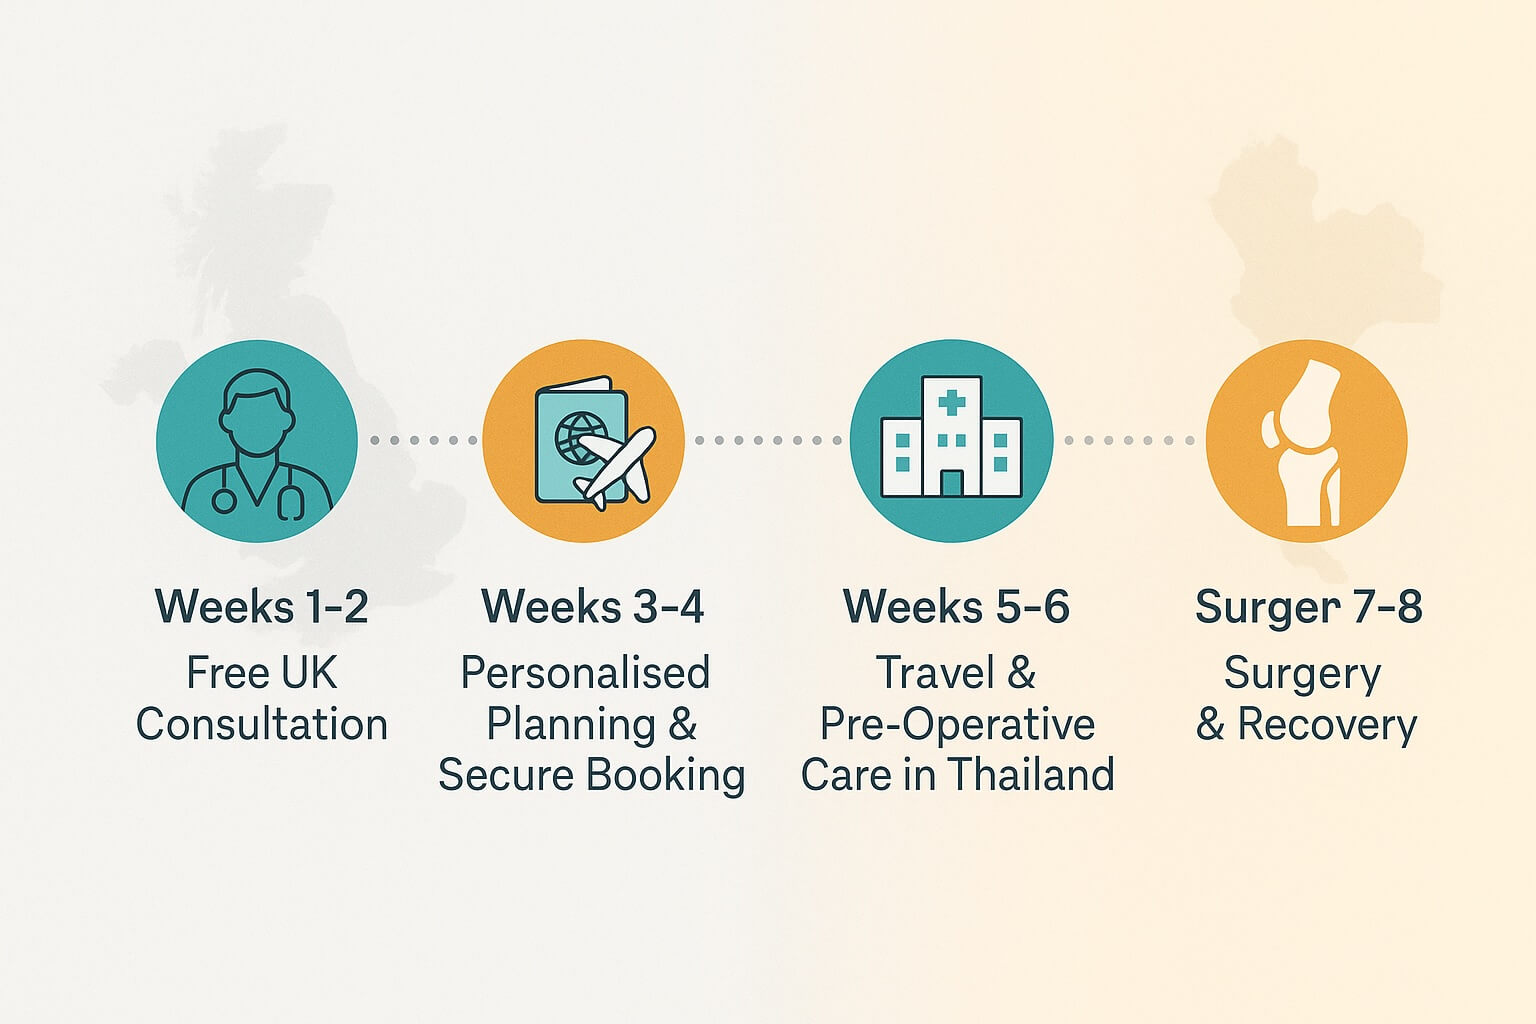 Weeks 1–2
Free UK
Consultation
Weeks 3–4
Personalised
Planning &
Secure Booking
Weeks 5–6
Travel &
Pre-Operative
Care in Thailand
Surger 7–8
Surgery
& Recovery